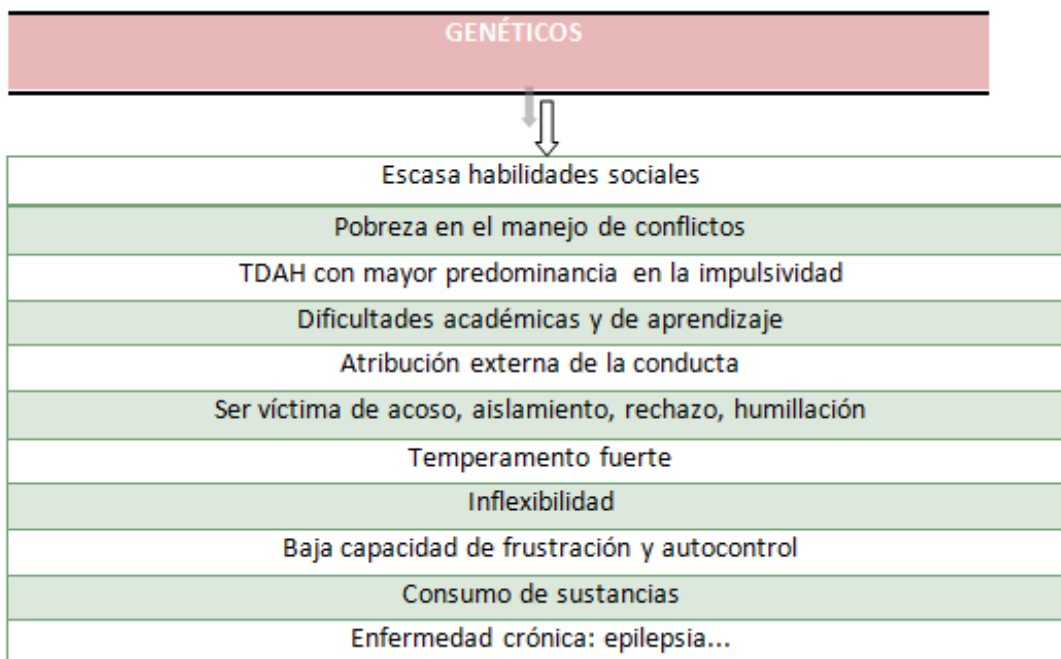 GENÉTICOS
Escasa habilidades sociales
Pobreza en el manejo de conflictos
TDAH con mayor predominancia en la impulsividad
Dificultades académicas y de aprendizaje
Atribución externa de la conducta
Ser víctima de acoso, aislamiento, rechazo, humillación
Temperamento fuerte
Inflexibilidad
Baja capacidad de frustración y autocontrol
Consumo de sustancias
Enfermedad crónica: epilepsia...